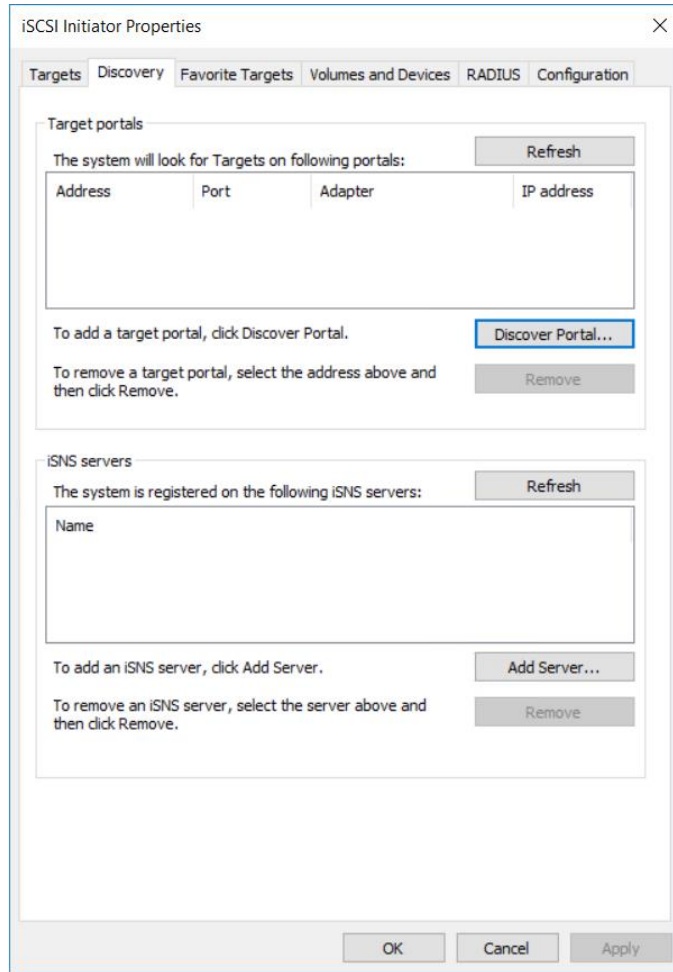 iSCSI Initiator Properties
Targets Discovery Favorite Targets Volumes and Devices RADIUS Configuration
Target portals
The system will look for Targets on following portals:
Refresh
Address Port Adapter IP address
To add a target portal, click Discover Portal.
Discover Portal...
To remove a target portal, select the address above and
then click Remove.
Remove
iSNS servers
The system is registered on the following iSNS servers:
Refresh
Name
To add an iSNS server, click Add Server.
Add Server...
To remove an iSNS server, select the server above and
then click Remove.
Remove
OK Cancel Apply